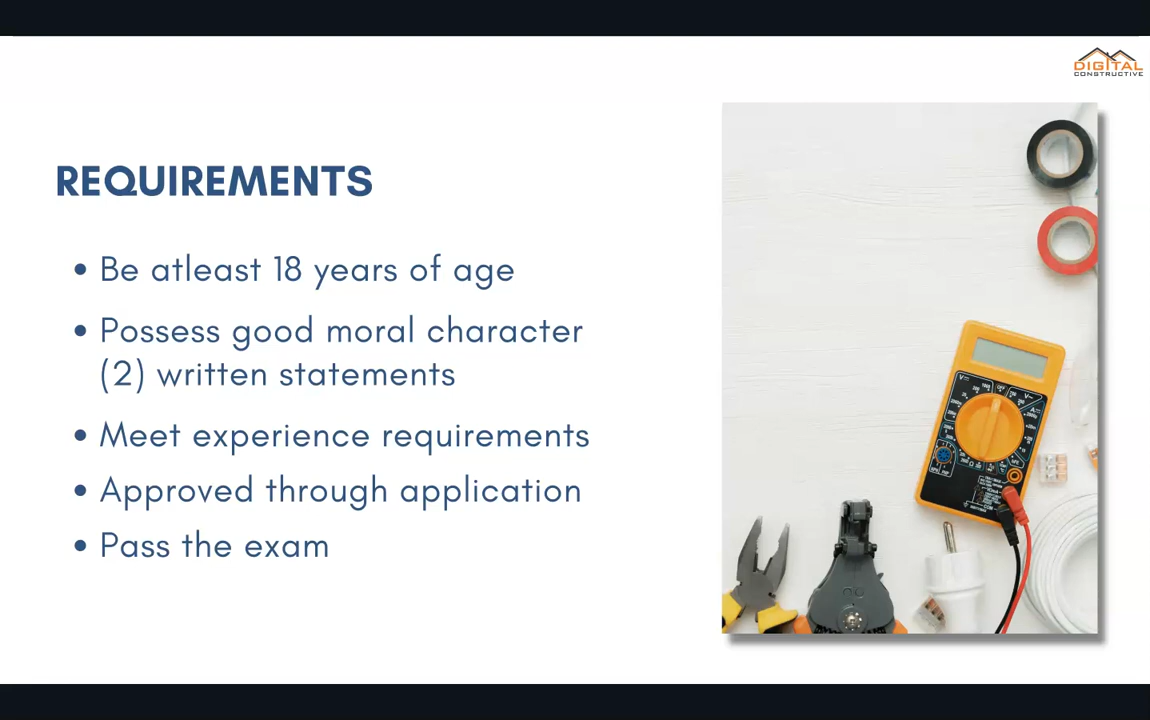 DIGITAL
CONSTRUCTIVE
REQUIREMENTS
Be atleast 18 years of age
Possess good moral character
(2) written statements
Meet experience requirements
Approved through application
Pass the exam